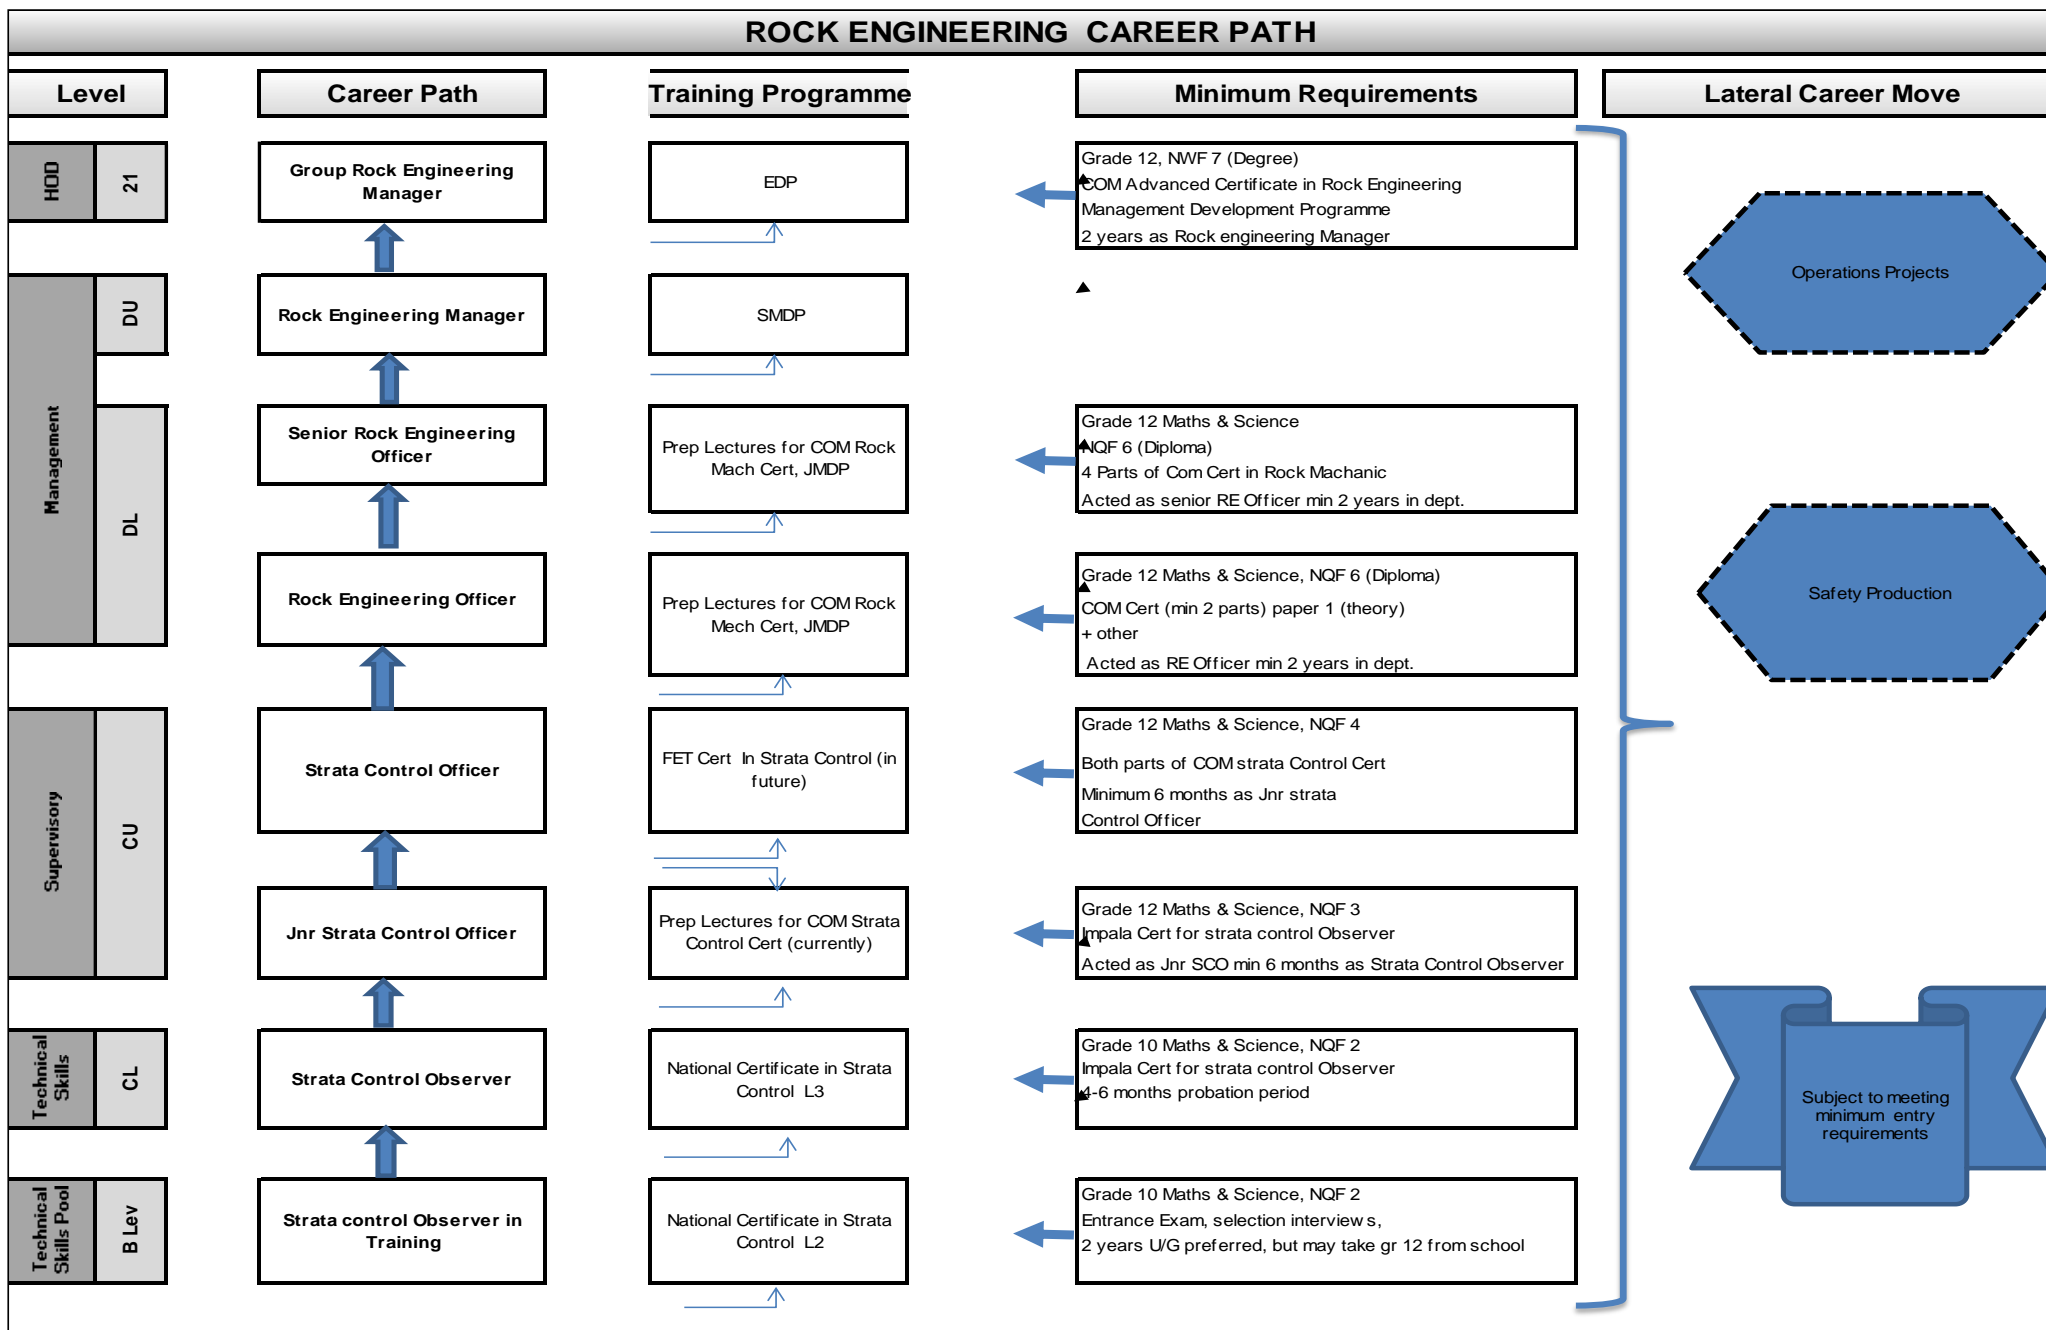 ROCK ENGINEERING CAREER PATH
Level
Career Path
Training Programme
Minimum Requirements
Lateral Career Move
HOD
21
Group Rock Engineering
Manager
EDP
Grade 12, NWF 7 (Degree)
COM Advanced Certificate in Rock Engineering
Management Development Programme
2 years as Rock engineering Manager
Operations Projects
Management
DU
Rock Engineering Manager
SMDP
DL
Senior Rock Engineering
Officer
Prep Lectures for COM Rock
Mach Cert, JMDP
Grade 12 Maths & Science
NQF 6 (Diploma)
4 Parts of Com Cert in Rock Machanic
Acted as senior RE Officer min 2 years in dept.
Safety Production
Rock Engineering Officer
Prep Lectures for COM Rock
Mech Cert, JMDP
Grade 12 Maths & Science, NQF 6 (Diploma)
COM Cert (min 2 parts) paper 1 (theory)
+ other
Acted as RE Officer min 2 years in dept.
Supervisory
CU
Strata Control Officer
FET Cert In Strata Control (in
future)
Grade 12 Maths & Science, NQF 4
Both parts of COM strata Control Cert
Minimum 6 months as Jnr strata
Control Officer
Jnr Strata Control Officer
Prep Lectures for COM Strata
Control Cert (currently)
Grade 12 Maths & Science, NQF 3
Impala Cert for strata control Observer
Acted as Jnr SCO min 6 months as Strata Control Observer
Technical
Skills
CL
Strata Control Observer
National Certificate in Strata
Control L3
Grade 10 Maths & Science, NQF 2
Impala Cert for strata control Observer
4-6 months probation period
Subject to meeting
minimum entry
requirements
Technical
Skills Pool
B Lev
Strata control Observer in
Training
National Certificate in Strata
Control L2
Grade 10 Maths & Science, NQF 2
Entrance Exam, selection interviews,
2 years U/G preferred, but may take gr 12 from school